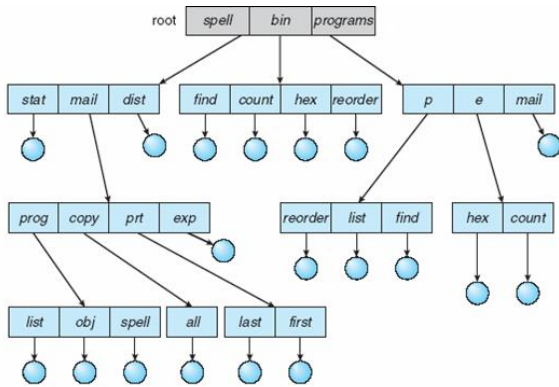 root spell bin programs
stat mail dist find count hex reorder p e mail
prog copy prt exp reorder list find hex count
list obj spell all last first